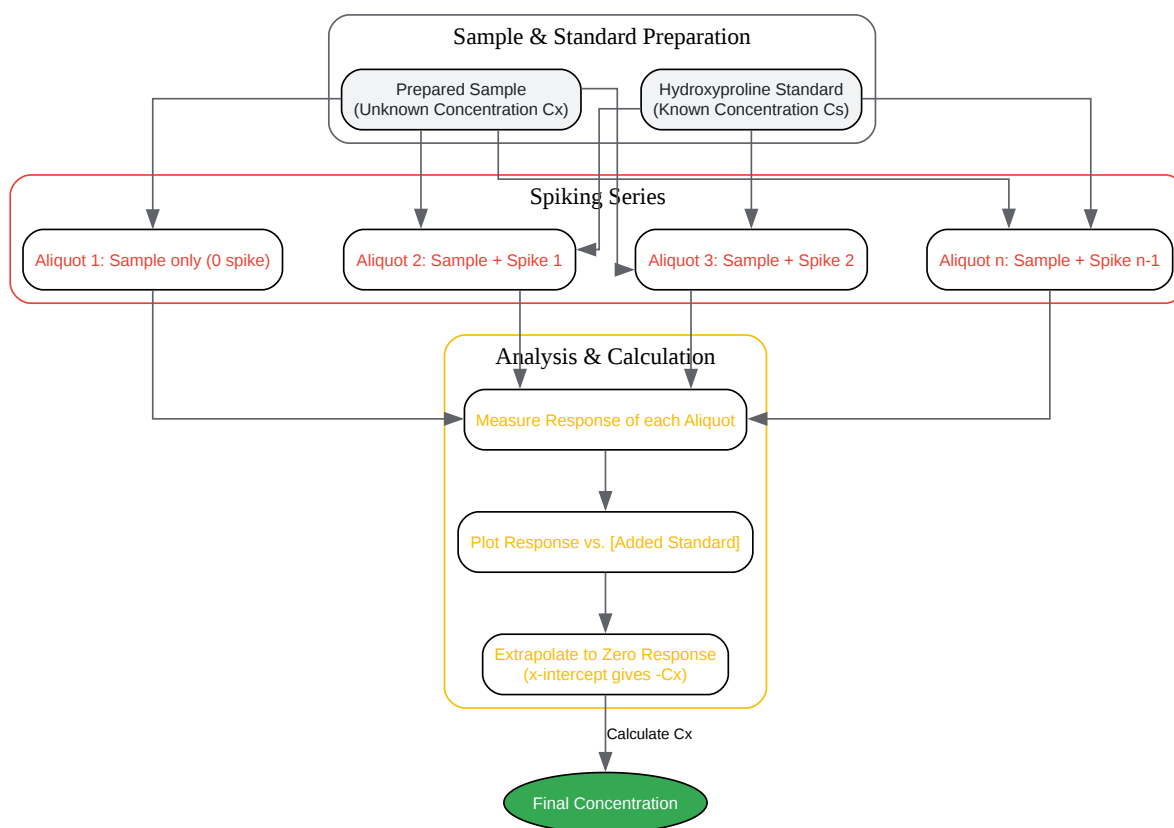 Sample & Standard Preparation
Prepared Sample
(Unknown Concentration Cx)
Hydroxyproline Standard
(Known Concentration Cs)
Spiking Series
Aliquot 1: Sample only (0 spike)
Aliquot 2: Sample + Spike 1
Aliquot 3: Sample + Spike 2
Aliquot n: Sample + Spike n-1
Analysis & Calculation
Measure Response of each Aliquot
Plot Response vs. [Added Standard]
Extrapolate to Zero Response
(x-intercept gives -Cx)
Calculate Cx
Final Concentration